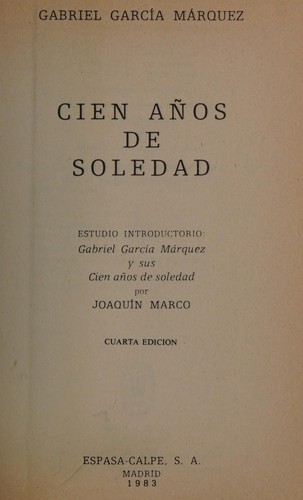 GABRIEL GARCÍA MÁRQUEZ
CIEN AÑOS
DE
SOLEDAD
ESTUDIO INTRODUCTORIO:
Gabriel García Márquez
y sus
Cien años de soledad
por
JOAQUÍN MARCO
CUARTA EDICION
ESPASA-CALPE, S. A.
MADRID
1983